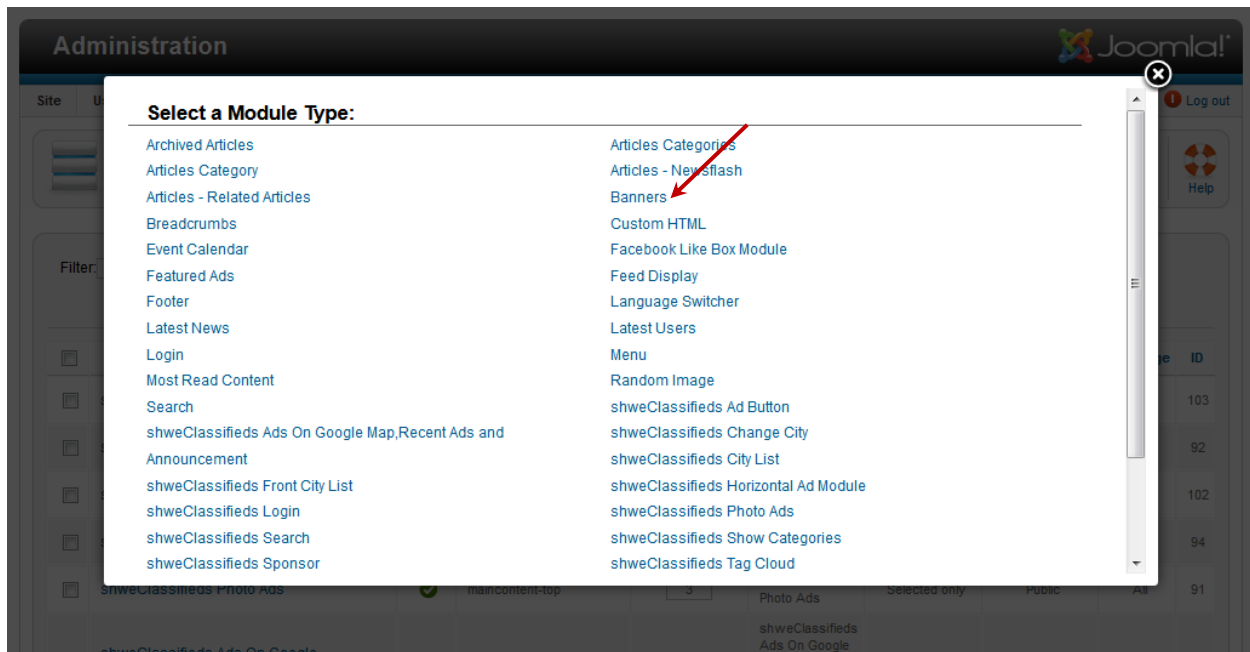 Administration
Joomla!
Site
Log out
Select a Module Type:
Archived Articles
Articles Categories
Articles Category
Articles - Newsflash
Articles - Related Articles
Banners
Help
Breadcrumbs
Custom HTML
Event Calendar
Facebook Like Box Module
Filter:
Featured Ads
Feed Display
Footer
Language Switcher
Latest News
Latest Users
Login
Menu
ID
Most Read Content
Random Image
Search
shweClassifieds Ad Button
103
shweClassifieds Ads On Google Map,Recent Ads and
Announcement
shweClassifieds Change City
92
shweClassifieds City List
shweClassifieds Front City List
shweClassifieds Horizontal Ad Module
102
shweClassifieds Login
shweClassifieds Photo Ads
shweClassifieds Search
shweClassifieds Show Categories
94
shweClassifieds Sponsor
shweClassifieds Tag Cloud
shweClassifieds Photo Ads
maincontent-top
3
Photo Ads
Selected only
Public
All
91
shweClassifieds
Ads On Google
shweClassifieds Ads On Google